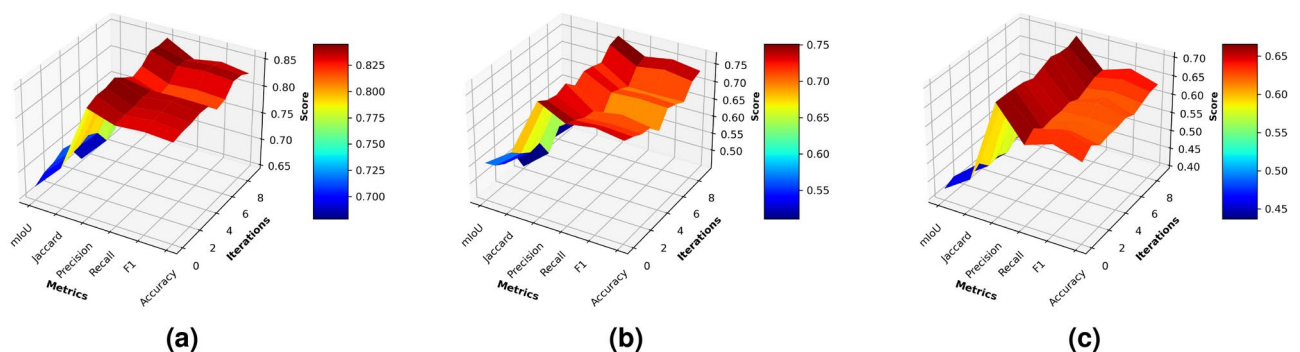 0.85
0.80
0.75
0.70
0.65
Score
0.825
0.800
0.775
0.750
0.725
0.700
mIoU
Jaccard
Precision
Recall
F1
Accuracy
Metrics
0
2
4
6
8
Iterations
(a)
0.75
0.70
0.65
0.60
0.55
0.50
Score
0.75
0.70
0.65
0.60
0.55
mIoU
Jaccard
Precision
Recall
F1
Accuracy
Metrics
0
2
4
6
8
Iterations
(b)
0.70
0.65
0.60
0.55
0.50
0.45
0.40
Score
0.65
0.60
0.55
0.50
0.45
mIoU
Jaccard
Precision
Recall
F1
Accuracy
Metrics
0
2
4
6
8
Iterations
(c)